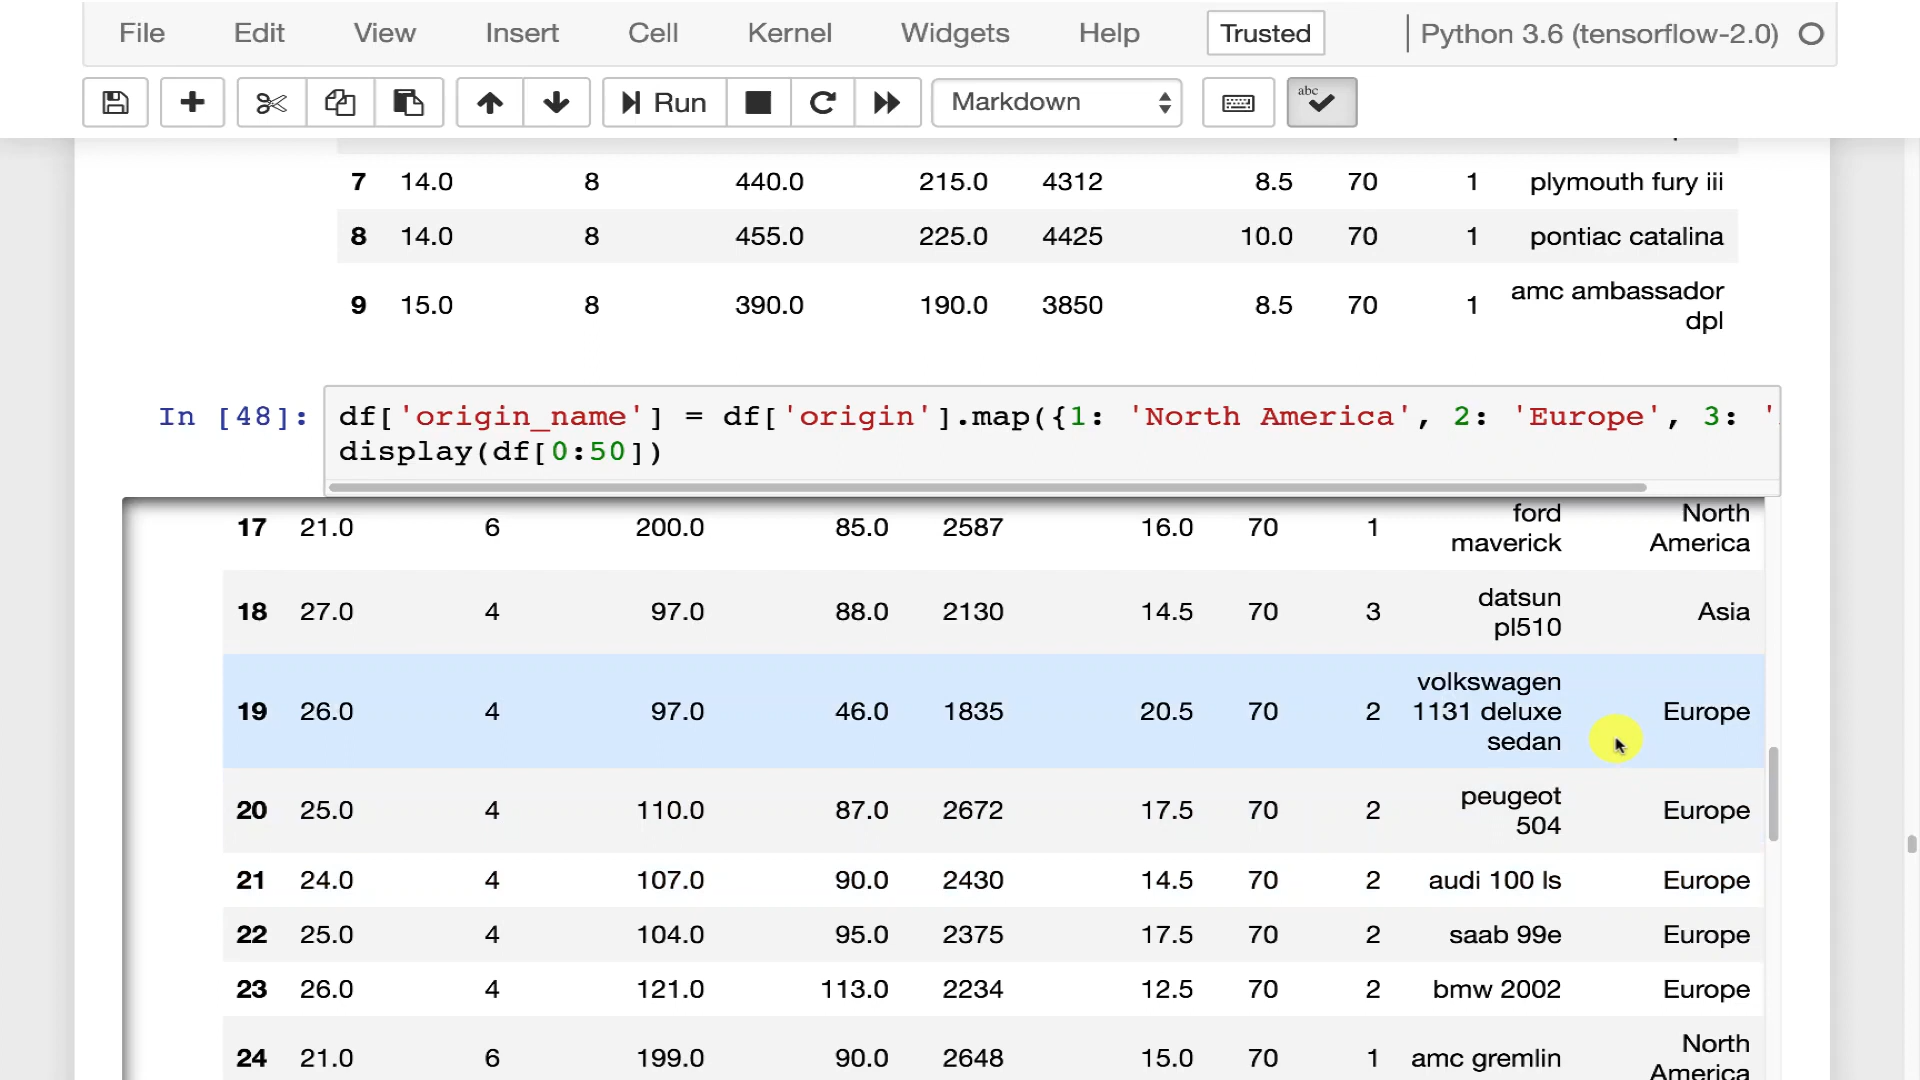 File Edit View Insert Cell Kernel Widgets Help Trusted Python 3.6 (tensorflow-2.0)
Run Markdown abc
7 14.0 8 440.0 215.0 4312 8.5 70 1 plymouth fury iii
8 14.0 8 455.0 225.0 4425 10.0 70 1 pontiac catalina
9 15.0 8 390.0 190.0 3850 8.5 70 1 amc ambassador
dpl
In [48]: df['origin_name'] = df['origin'].map({1: 'North America', 2: 'Europe', 3: '
display(df[0:50])
17 21.0 6 200.0 85.0 2587 16.0 70 1 ford North
maverick America
18 27.0 4 97.0 88.0 2130 14.5 70 3 datsun Asia
pl510
volkswagen
19 26.0 4 97.0 46.0 1835 20.5 70 2 1131 deluxe Europe
sedan
20 25.0 4 110.0 87.0 2672 17.5 70 2 peugeot Europe
504
21 24.0 4 107.0 90.0 2430 14.5 70 2 audi 100 ls Europe
22 25.0 4 104.0 95.0 2375 17.5 70 2 saab 99e Europe
23 26.0 4 121.0 113.0 2234 12.5 70 2 bmw 2002 Europe
24 21.0 6 199.0 90.0 2648 15.0 70 1 amc gremlin North
America